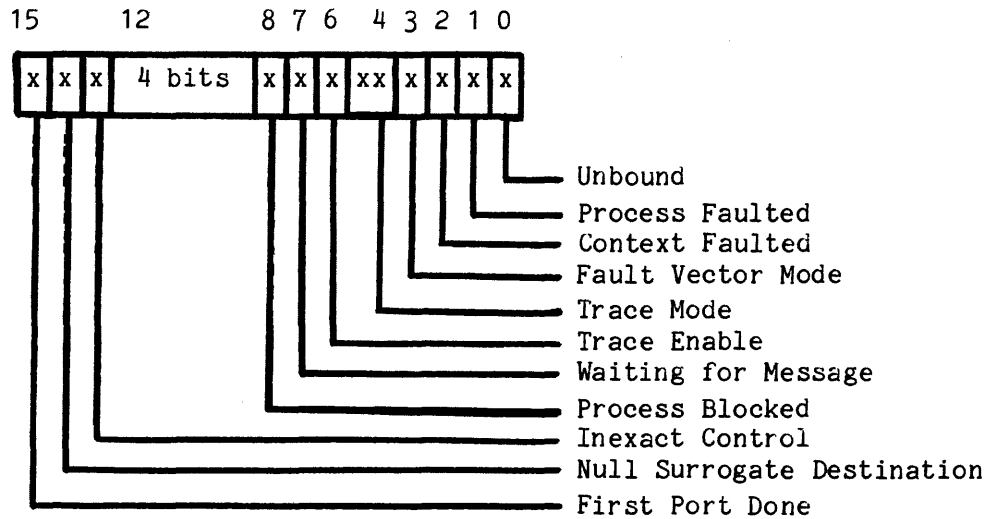 15 12 8 7 6 4 3 2 1 0
x x x 4 bits x x x xx x x x x
Unbound
Process Faulted
Context Faulted
Fault Vector Mode
Trace Mode
Trace Enable
Waiting for Message
Process Blocked
Inexact Control
Null Surrogate Destination
First Port Done